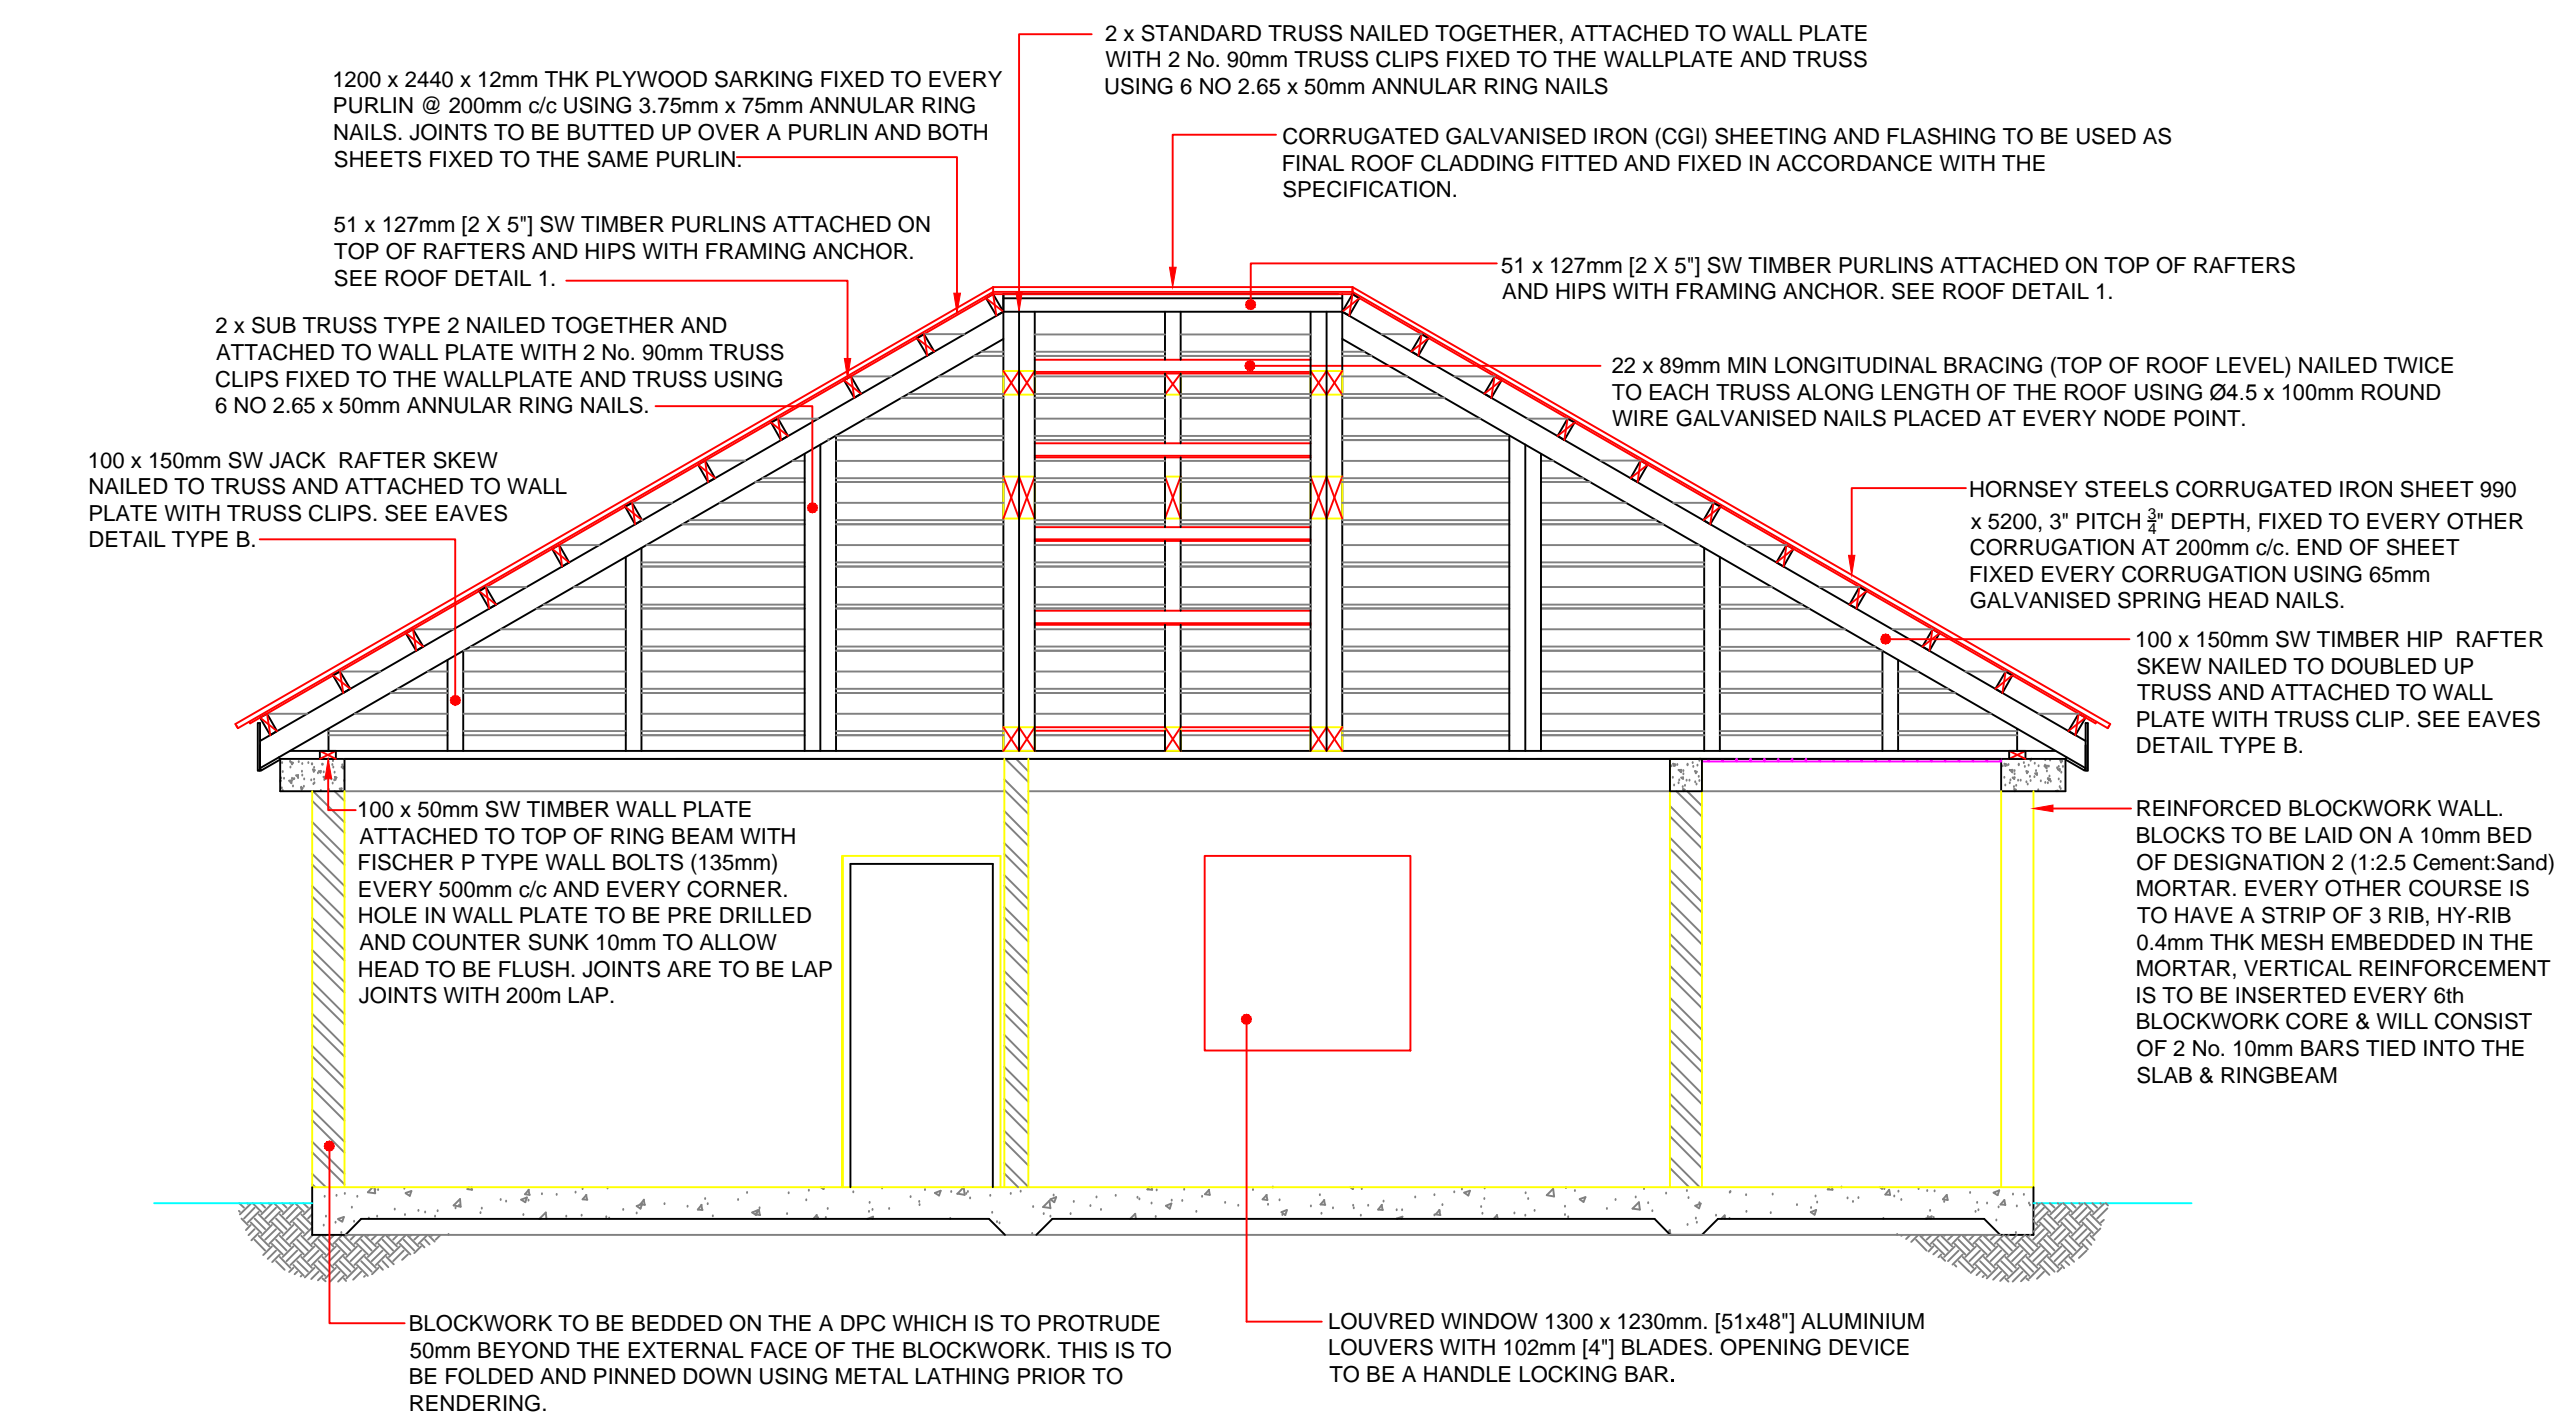 2 x STANDARD TRUSS NAILED TOGETHER, ATTACHED TO WALL PLATE
WITH 2 No. 90mm TRUSS CLIPS FIXED TO THE WALLPLATE AND TRUSS
USING 6 NO 2.65 x 50mm ANNULAR RING NAILS
1200 x 2440 x 12mm THK PLYWOOD SARKING FIXED TO EVERY
PURLIN @ 200mm c/c USING 3.75mm x 75mm ANNULAR RING
NAILS. JOINTS TO BE BUTTED UP OVER A PURLIN AND BOTH
SHEETS FIXED TO THE SAME PURLIN.
CORRUGATED GALVANISED IRON (CGI) SHEETING AND FLASHING TO BE USED AS
FINAL ROOF CLADDING FITTED AND FIXED IN ACCORDANCE WITH THE
SPECIFICATION.
51 x 127mm [2 X 5"] SW TIMBER PURLINS ATTACHED ON
TOP OF RAFTERS AND HIPS WITH FRAMING ANCHOR.
SEE ROOF DETAIL 1.
51 x 127mm [2 X 5"] SW TIMBER PURLINS ATTACHED ON TOP OF RAFTERS
AND HIPS WITH FRAMING ANCHOR. SEE ROOF DETAIL 1.
2 x SUB TRUSS TYPE 2 NAILED TOGETHER AND
ATTACHED TO WALL PLATE WITH 2 No. 90mm TRUSS
CLIPS FIXED TO THE WALLPLATE AND TRUSS USING
6 NO 2.65 x 50mm ANNULAR RING NAILS.
22 x 89mm MIN LONGITUDINAL BRACING (TOP OF ROOF LEVEL) NAILED TWICE
TO EACH TRUSS ALONG LENGTH OF THE ROOF USING Ø4.5 x 100mm ROUND
WIRE GALVANISED NAILS PLACED AT EVERY NODE POINT.
100 x 150mm SW JACK  RAFTER SKEW
NAILED TO TRUSS AND ATTACHED TO WALL
PLATE WITH TRUSS CLIPS. SEE EAVES
DETAIL TYPE B.
HORNSEY STEELS CORRUGATED IRON SHEET 990
x 5200, 3" PITCH 3/4" DEPTH, FIXED TO EVERY OTHER
CORRUGATION AT 200mm c/c. END OF SHEET
FIXED EVERY CORRUGATION USING 65mm
GALVANISED SPRING HEAD NAILS.
100 x 150mm SW TIMBER HIP  RAFTER
SKEW NAILED TO DOUBLED UP
TRUSS AND ATTACHED TO WALL
PLATE WITH TRUSS CLIP. SEE EAVES
DETAIL TYPE B.
100 x 50mm SW TIMBER WALL PLATE
ATTACHED TO TOP OF RING BEAM WITH
FISCHER P TYPE WALL BOLTS (135mm)
EVERY 500mm c/c AND EVERY CORNER.
HOLE IN WALL PLATE TO BE PRE DRILLED
AND COUNTER SUNK 10mm TO ALLOW
HEAD TO BE FLUSH. JOINTS ARE TO BE LAP
JOINTS WITH 200m LAP.
REINFORCED BLOCKWORK WALL.
BLOCKS TO BE LAID ON A 10mm BED
OF DESIGNATION 2 (1:2.5 Cement:Sand)
MORTAR. EVERY OTHER COURSE IS
TO HAVE A STRIP OF 3 RIB, HY-RIB
0.4mm THK MESH EMBEDDED IN THE
MORTAR, VERTICAL REINFORCEMENT
IS TO BE INSERTED EVERY 6th
BLOCKWORK CORE & WILL CONSIST
OF 2 No. 10mm BARS TIED INTO THE
SLAB & RINGBEAM
BLOCKWORK TO BE BEDDED ON THE A DPC WHICH IS TO PROTRUDE
50mm BEYOND THE EXTERNAL FACE OF THE BLOCKWORK. THIS IS TO
BE FOLDED AND PINNED DOWN USING METAL LATHING PRIOR TO
RENDERING.
LOUVRED WINDOW 1300 x 1230mm. [51x48"] ALUMINIUM
LOUVERS WITH 102mm [4"] BLADES. OPENING DEVICE
TO BE A HANDLE LOCKING BAR.